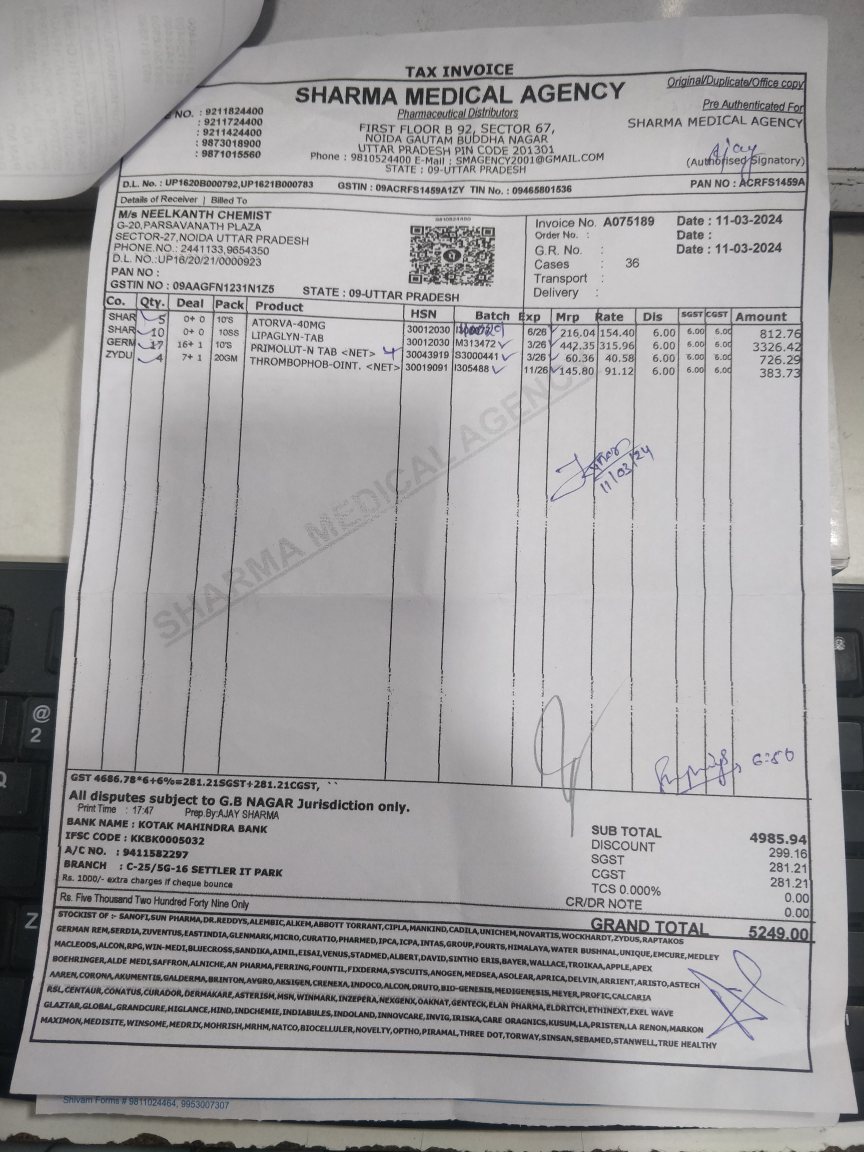 TAX INVOICE
Original/Duplicate/Office copy
SHARMA MEDICAL AGENCY
Pharmaceutical Distributors
Pre Authenticated For
SHARMA MEDICAL AGENCY
NO. : 9211824400
: 9211724400
: 9211424400
: 9873018900
: 9871015560
FIRST FLOOR B 92, SECTOR 67,
NOIDA GAUTAM BUDDHA NAGAR
UTTAR PRADESH PIN CODE 201301
Phone : 9810524400 E-Mail : SMAGENCY2001@GMAIL.COM
STATE : 09-UTTAR PRADESH
Ajay
(Authorised Signatory)
D.L. No. : UP1620B000792,UP1621B000783 GSTIN : 09ACRFS1459A1ZY TIN No. : 09465801536 PAN NO : ACRFS1459A
Details of Receiver | Billed To
M/s NEELKANTH CHEMIST
G-20,PARSAVANATH PLAZA
SECTOR-27,NOIDA UTTAR PRADESH
PHONE NO.: 2441133,9654350
D.L. NO.:UP16/20/21/0000923
PAN NO :
GSTIN NO : 09AAGFN1231N1Z5 STATE : 09-UTTAR PRADESH
9810524400
Invoice No. A075189 Date : 11-03-2024
Order No. : Date :
G.R. No. : Date : 11-03-2024
Cases : 36
Transport :
Delivery :
Co. Qty. Deal Pack Product HSN Batch Exp Mrp Rate Dis SGST CGST Amount
SHAR 5 0+ 0 10'S ATORVA-40MG 30012030 6/26 216.04 154.40 6.00 6.00 6.00 812.76
SHAR 10 0+ 0 10SS LIPAGLYN-TAB 30012030 M313472 3/26 442.35 315.96 6.00 6.00 6.00 3326.42
GERM 17 16+ 1 10'S PRIMOLUT-N TAB <NET> 4 30043919 S3000441 3/26 60.36 40.58 6.00 6.00 6.00 726.29
ZYDU 4 7+ 1 20GM THROMBOPHOB-OINT. <NET> 30019091 I305488 11/26 145.80 91.12 6.00 6.00 6.00 383.73
SHARMA MEDICAL AGENCY
11/03/24
6:50
GST 4686.78*6+6%=281.21SGST+281.21CGST, ``
All disputes subject to G.B NAGAR Jurisdiction only.
Print Time : 17:47 Prep.By:AJAY SHARMA
BANK NAME : KOTAK MAHINDRA BANK
IFSC CODE : KKBK0005032
A/C NO. : 9411582297
BRANCH : C-25/5G-16 SETTLER IT PARK
Rs. 1000/- extra charges if cheque bounce
SUB TOTAL 4985.94
DISCOUNT 299.16
SGST 281.21
CGST 281.21
TCS 0.000% 0.00
CR/DR NOTE 0.00
Rs. Five Thousand Two Hundred Forty Nine Only
GRAND TOTAL 5249.00
STOCKIST OF :- SANOFI,SUN PHARMA,DR.REDDYS,ALEMBIC,ALKEM,ABBOTT TORRANT,CIPLA,MANKIND,CADILA,UNICHEM,NOVARTIS,WOCKHARDT,ZYDUS,RAPTAKOS
GERMAN REM,SERDIA,ZUVENTUS,EASTINDIA,GLENMARK,MICRO,CURATIO,PHARMED,IPCA,ICPA,INTAS,GROUP,FOURTS,HIMALAYA,WATER BUSHNAL,UNIQUE,EMCURE,MEDLEY
MACLEODS,ALCON,RPG,WIN-MEDI,BLUECROSS,SANDIKA,AIMIL,EISAI,VENUS,STADMED,ALBERT,DAVID,SINTHO ERIS,BAYER,WALLACE,TROIKAA,APPLE,APEX
BOEHRINGER,ALDE MEDI,SAFFRON,ALNICHE,AN PHARMA,FERRING,FOUNTIL,FIXDERMA,SYSCUITS,ANOGEN,MEDSEA,ASOLEAR,APRICA,DELVIN,ARRIENT,ARISTO,ASTECH
AAREN,CORONA,AKUMENTIS,GALDERMA,BRINTON,AVGRO,AKSIGEN,CRENEXA,INDOCO,ALCON,DRUTO,BIO-GENESIS,MEDIGENESIS,MEYER,PROFIC,CALCARIA
RSL,CENTAUR,CONATUS,CURADOR,DERMAKARE,ASTERISM,MSN,WINMARK,INZEPERA,NEXGENX,OAKNAT,GENTECK,ELAN PHARMA,ELDRITCH,ETHINEXT,EXEL WAVE
GLAZTAR,GLOBAL,GRANDCURE,HIGLANCE,HIND,INDCHEMIE,INDIABULES,INDOLAND,INNOVCARE,INVIG,IRISKA,CARE ORAGNICS,KUSUM,LA,PRISTEN,LA RENON,MARKON
MAXIMON,MEDISITE,WINSOME,MEDRIX,MOHRISH,MRHM,NATCO,BIOCELLULER,NOVELTY,OPTHO,PIRAMAL,THREE DOT,TORWAY,SINSAN,SEBAMED,STANWELL,TRUE HEALTHY
Shivam Forms # 9811024464, 9953007307
@
2
Q
Z